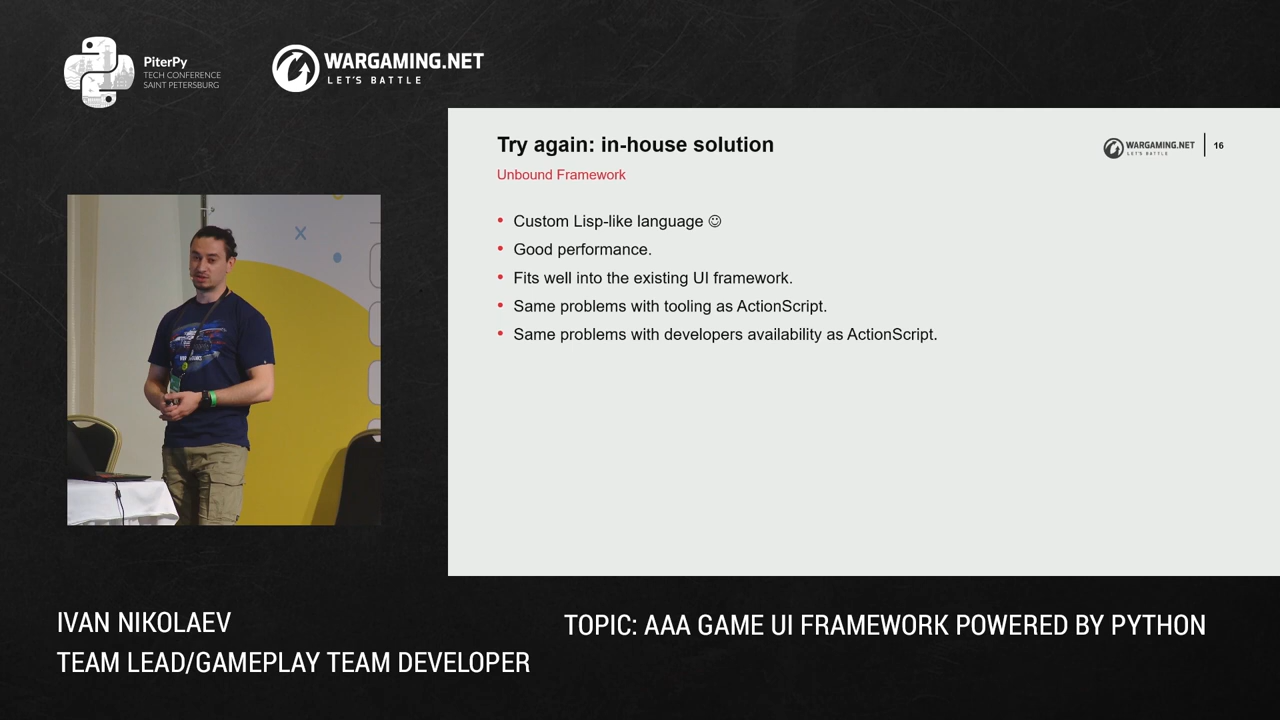 PiterPy
TECH CONFERENCE
SAINT PETERSBURG
WARGAMING.NET
LET'S BATTLE
Try again: in-house solution
WARGAMING.NET
LET'S BATTLE
16
Unbound Framework
• Custom Lisp-like language ☺
• Good performance.
• Fits well into the existing UI framework.
• Same problems with tooling as ActionScript.
• Same problems with developers availability as ActionScript.
IVAN NIKOLAEV
TEAM LEAD/GAMEPLAY TEAM DEVELOPER
TOPIC: AAA GAME UI FRAMEWORK POWERED BY PYTHON